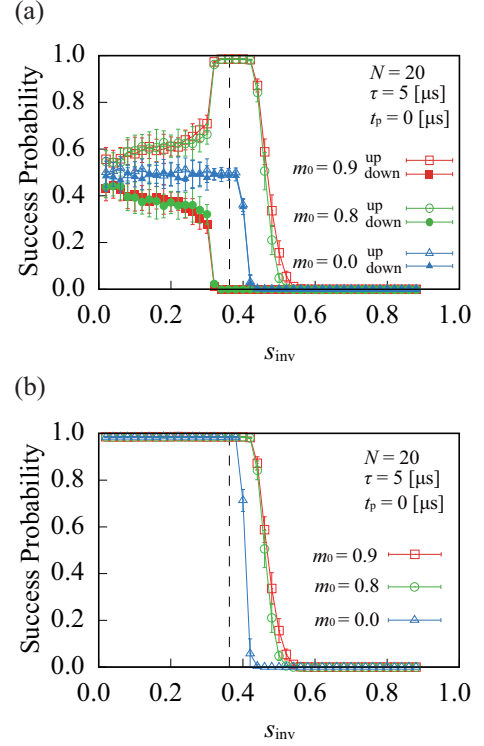 (a)
1.0
0.8
0.6
0.4
0.2
0.0
Success Probability
N = 20
τ = 5 [μs]
tp = 0 [μs]
m0 = 0.9 up
down
m0 = 0.8 up
down
m0 = 0.0 up
down
0.0 0.2 0.4 0.6 0.8 1.0
sinv
(b)
1.0
0.8
0.6
0.4
0.2
0.0
Success Probability
N = 20
τ = 5 [μs]
tp = 0 [μs]
m0 = 0.9
m0 = 0.8
m0 = 0.0
0.0 0.2 0.4 0.6 0.8 1.0
sinv